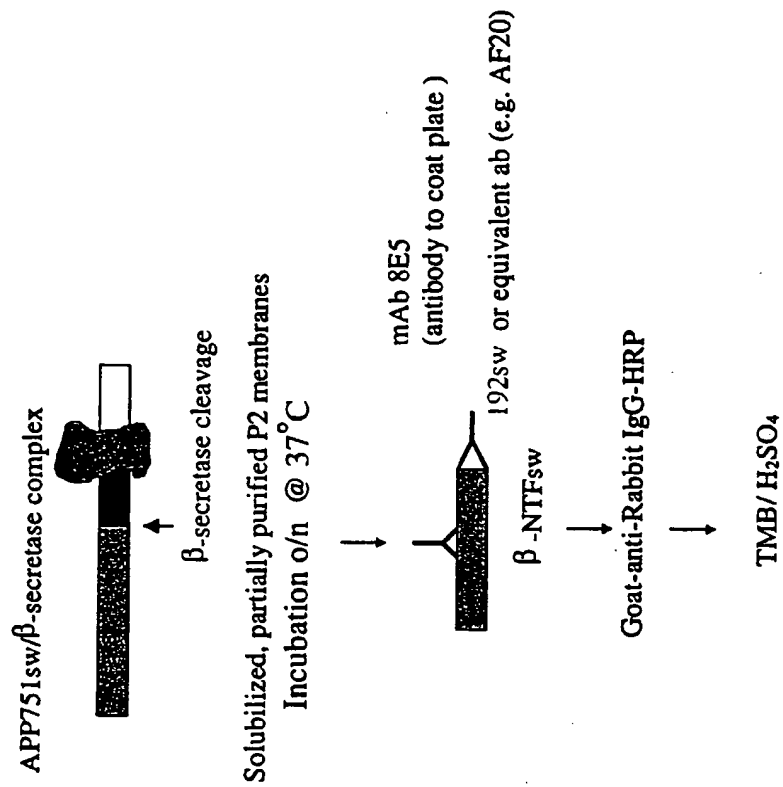 APP751sw/β-secretase complex
β-secretase cleavage
Solubilized, partially purified P2 membranes
Incubation o/n @ 37°C
mAb 8E5
(antibody to coat plate )
192sw or equivalent ab (e.g. AF20)
β-NTFsw
Goat-anti-Rabbit IgG-HRP
TMB/ H₂SO₄